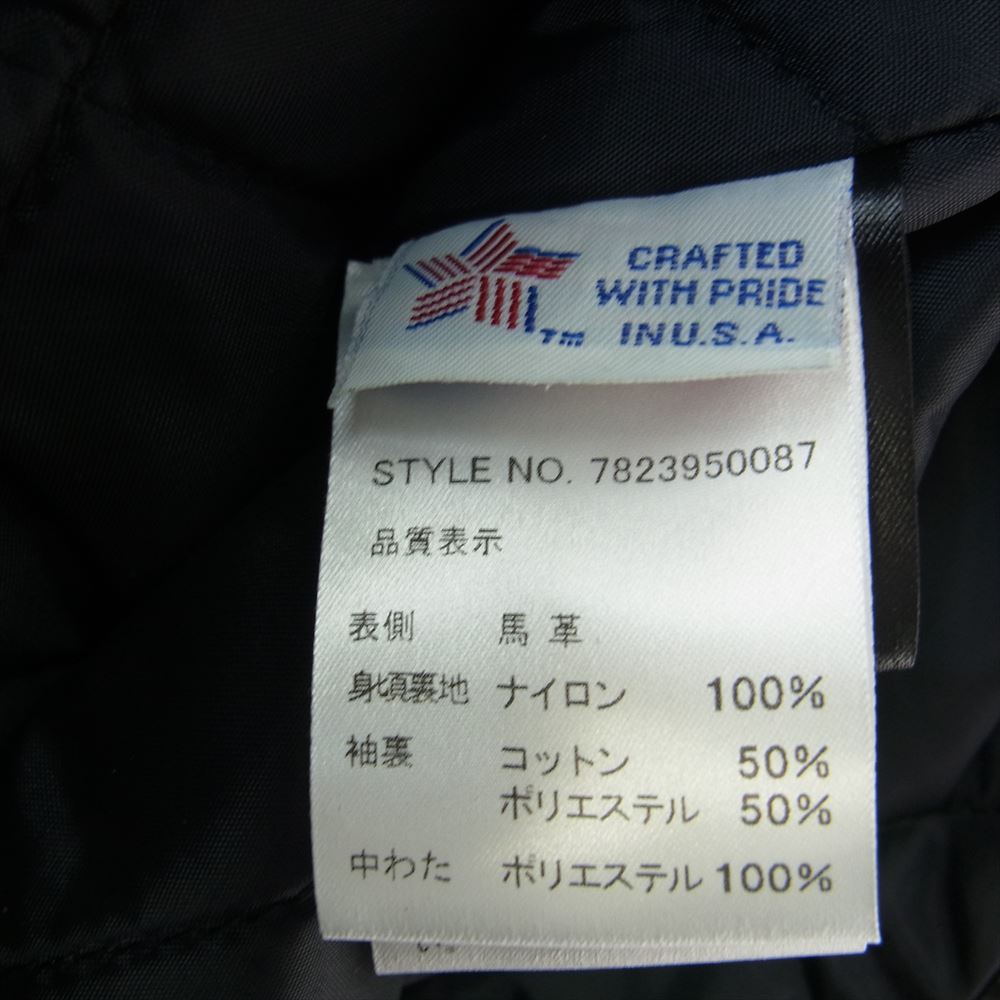 CRAFTED
WITH PRIDE
IN U.S.A.
TM
STYLE NO. 7823950087
品質表示
表側 馬革
身頃裏地 ナイロン 100%
袖裏 コットン 50%
ポリエステル 50%
中わた ポリエステル 100%